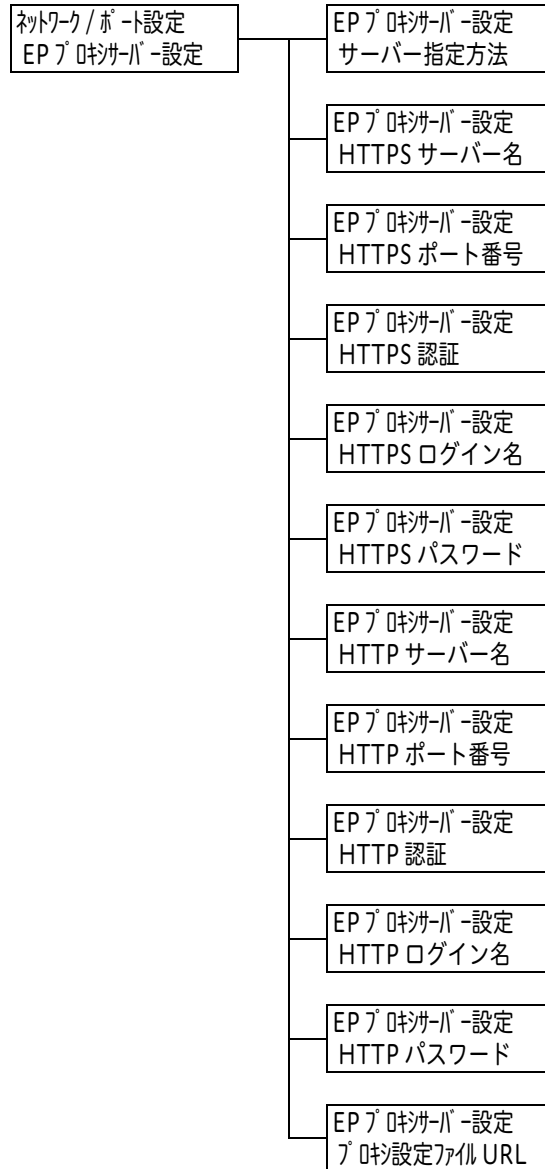 ﾈｯﾄﾜｰｸ / ﾎﾟｰﾄ設定
EP ﾌﾟﾛｷｼｻｰﾊﾞｰ設定
EP ﾌﾟﾛｷｼｻｰﾊﾞｰ設定
サーバー指定方法
EP ﾌﾟﾛｷｼｻｰﾊﾞｰ設定
HTTPS サーバー名
EP ﾌﾟﾛｷｼｻｰﾊﾞｰ設定
HTTPS ポート番号
EP ﾌﾟﾛｷｼｻｰﾊﾞｰ設定
HTTPS 認証
EP ﾌﾟﾛｷｼｻｰﾊﾞｰ設定
HTTPS ログイン名
EP ﾌﾟﾛｷｼｻｰﾊﾞｰ設定
HTTPS パスワード
EP ﾌﾟﾛｷｼｻｰﾊﾞｰ設定
HTTP サーバー名
EP ﾌﾟﾛｷｼｻｰﾊﾞｰ設定
HTTP ポート番号
EP ﾌﾟﾛｷｼｻｰﾊﾞｰ設定
HTTP 認証
EP ﾌﾟﾛｷｼｻｰﾊﾞｰ設定
HTTP ログイン名
EP ﾌﾟﾛｷｼｻｰﾊﾞｰ設定
HTTP パスワード
EP ﾌﾟﾛｷｼｻｰﾊﾞｰ設定
ﾌﾟﾛｷｼ設定ﾌｧｲﾙ URL